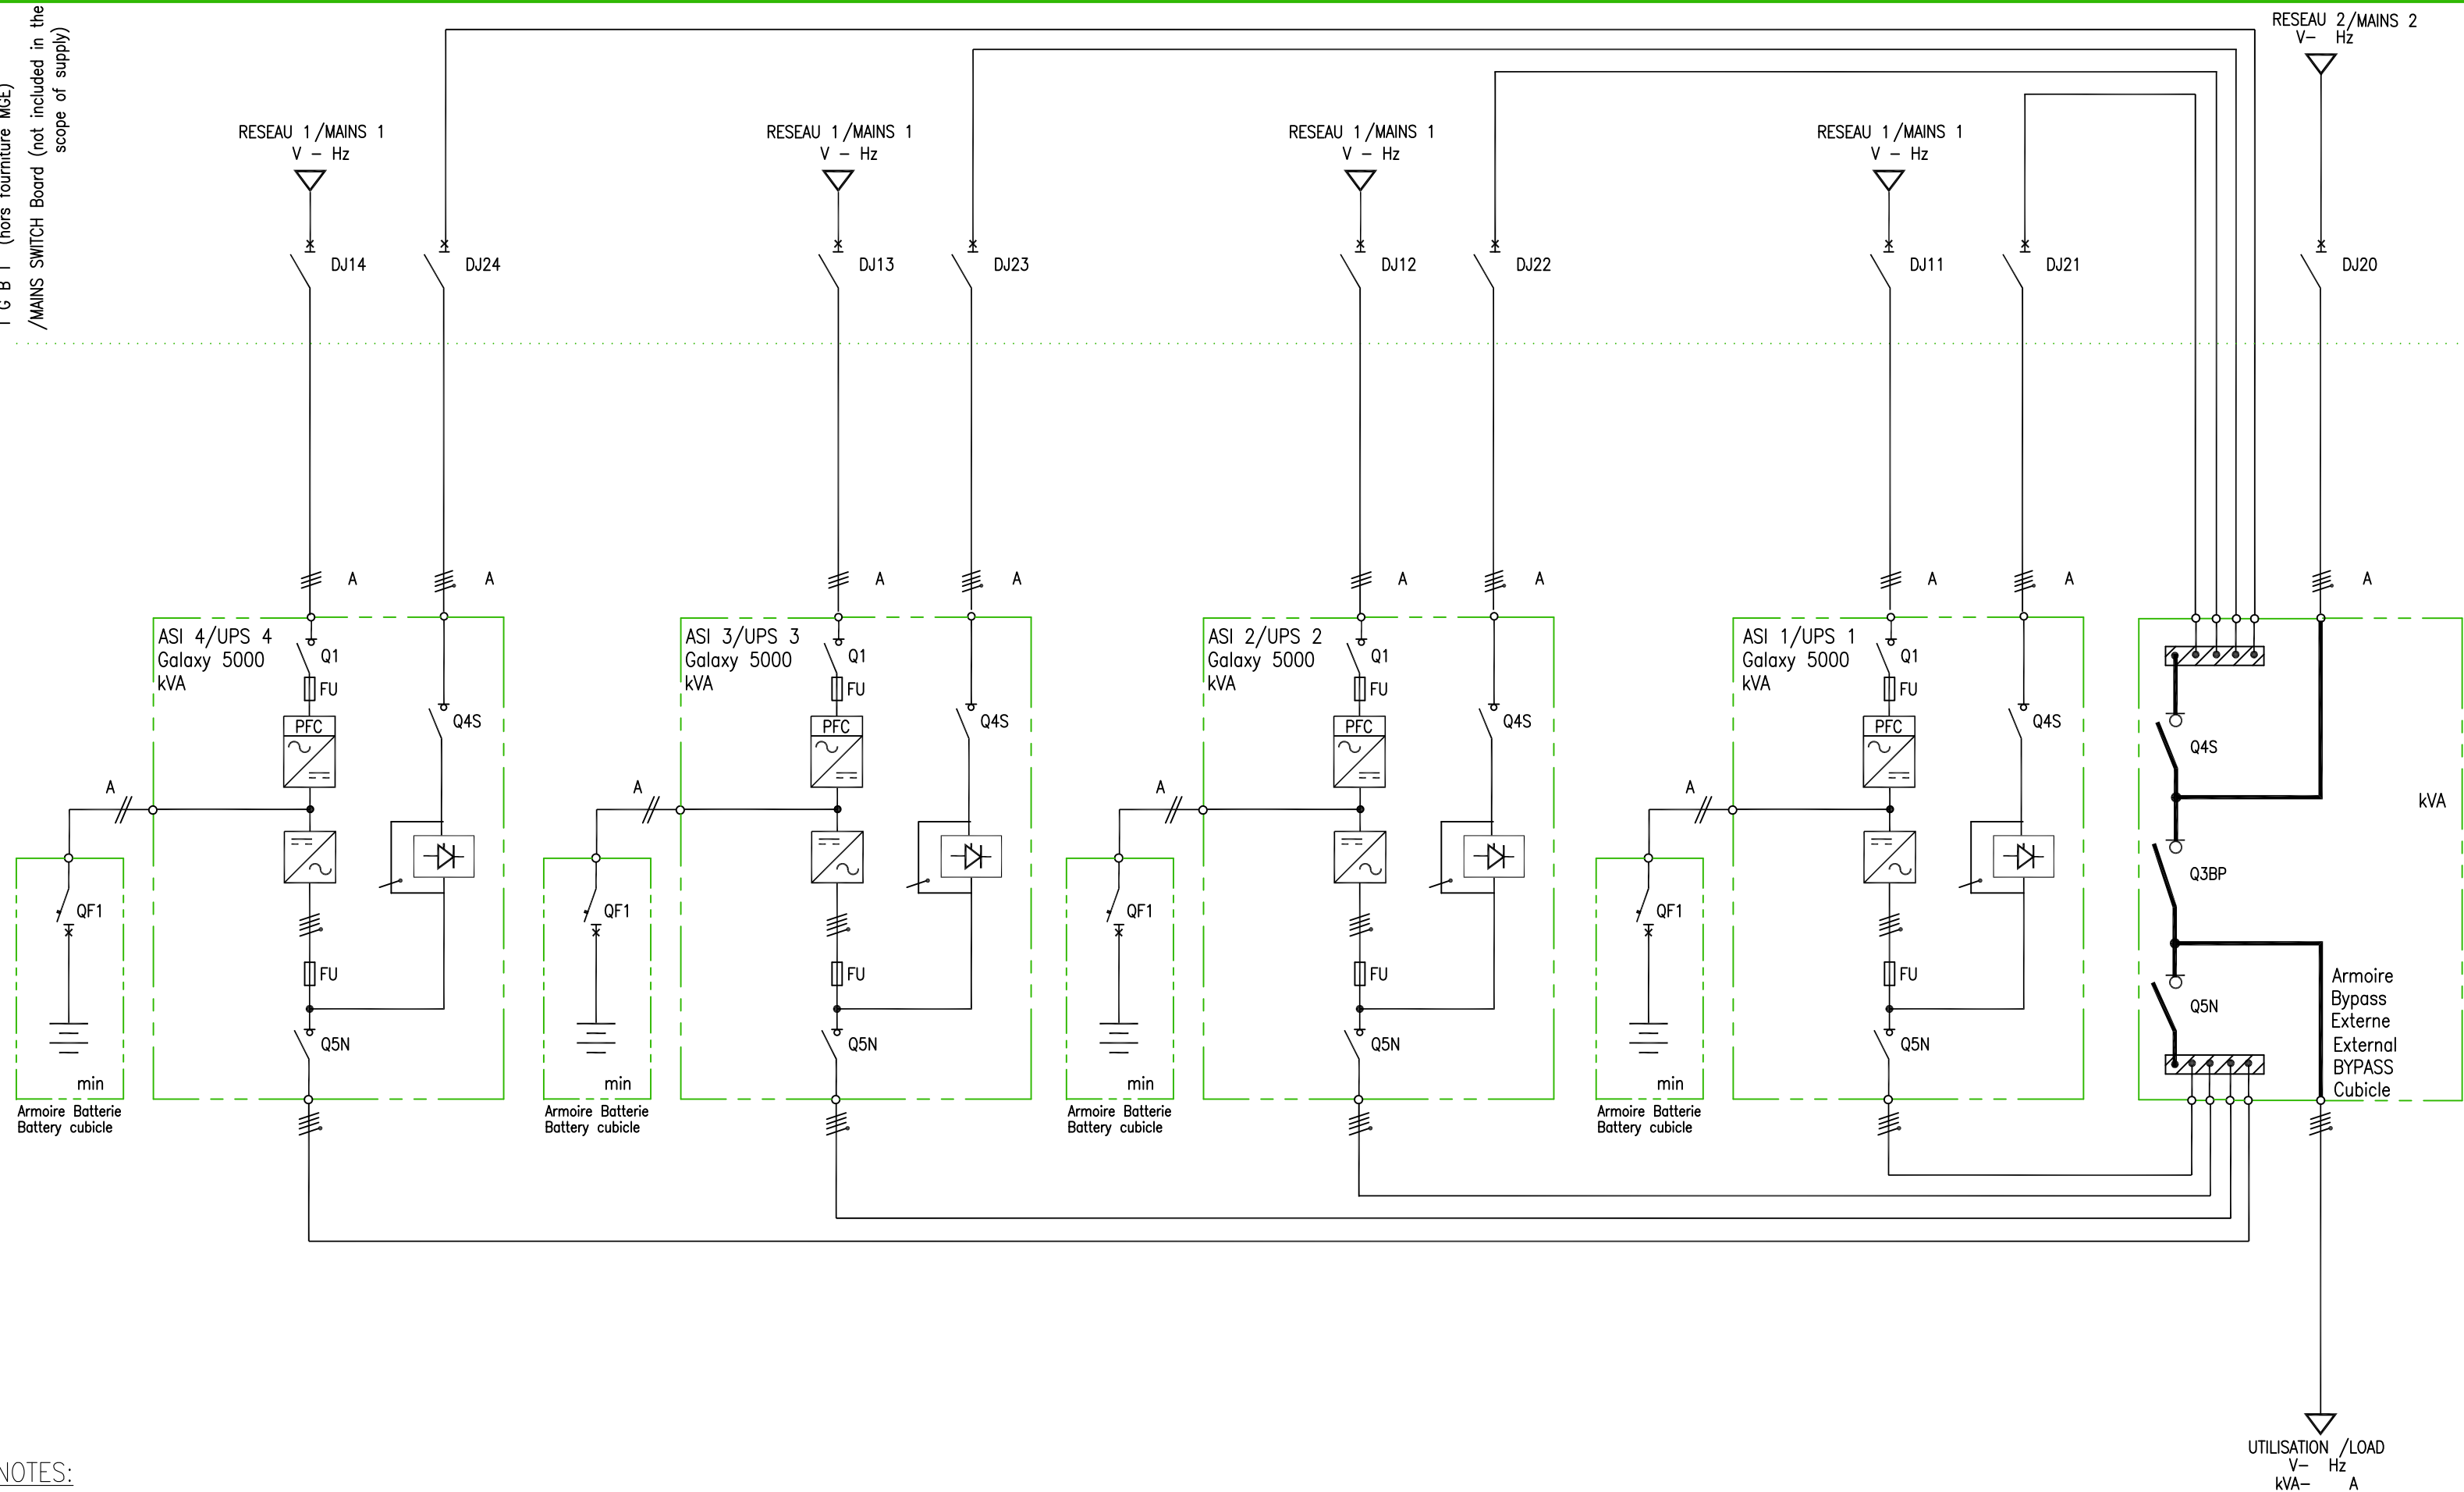 T G B T (hors fourniture MGE)
/MAINS SWITCH Board (not included in the
scope of supply)
RESEAU 2/MAINS 2
V– Hz
RESEAU 1/MAINS 1
V – Hz
RESEAU 1/MAINS 1
V – Hz
RESEAU 1/MAINS 1
V – Hz
RESEAU 1/MAINS 1
V – Hz
DJ14
DJ24
DJ13
DJ23
DJ12
DJ22
DJ11
DJ21
DJ20
A
A
A
A
A
A
A
A
A
ASI 4/UPS 4
Galaxy 5000
kVA
Q1
FU
PFC
Q4S
A
QF1
FU
Q5N
min
Armoire Batterie
Battery cubicle
ASI 3/UPS 3
Galaxy 5000
kVA
Q1
FU
PFC
Q4S
A
QF1
FU
Q5N
min
Armoire Batterie
Battery cubicle
ASI 2/UPS 2
Galaxy 5000
kVA
Q1
FU
PFC
Q4S
A
QF1
FU
Q5N
min
Armoire Batterie
Battery cubicle
ASI 1/UPS 1
Galaxy 5000
kVA
Q1
FU
PFC
Q4S
A
QF1
FU
Q5N
min
Armoire Batterie
Battery cubicle
Q4S
kVA
Q3BP
Q5N
Armoire
Bypass
Externe
External
BYPASS
Cubicle
UTILISATION /LOAD
V– Hz
kVA– A
NOTES: